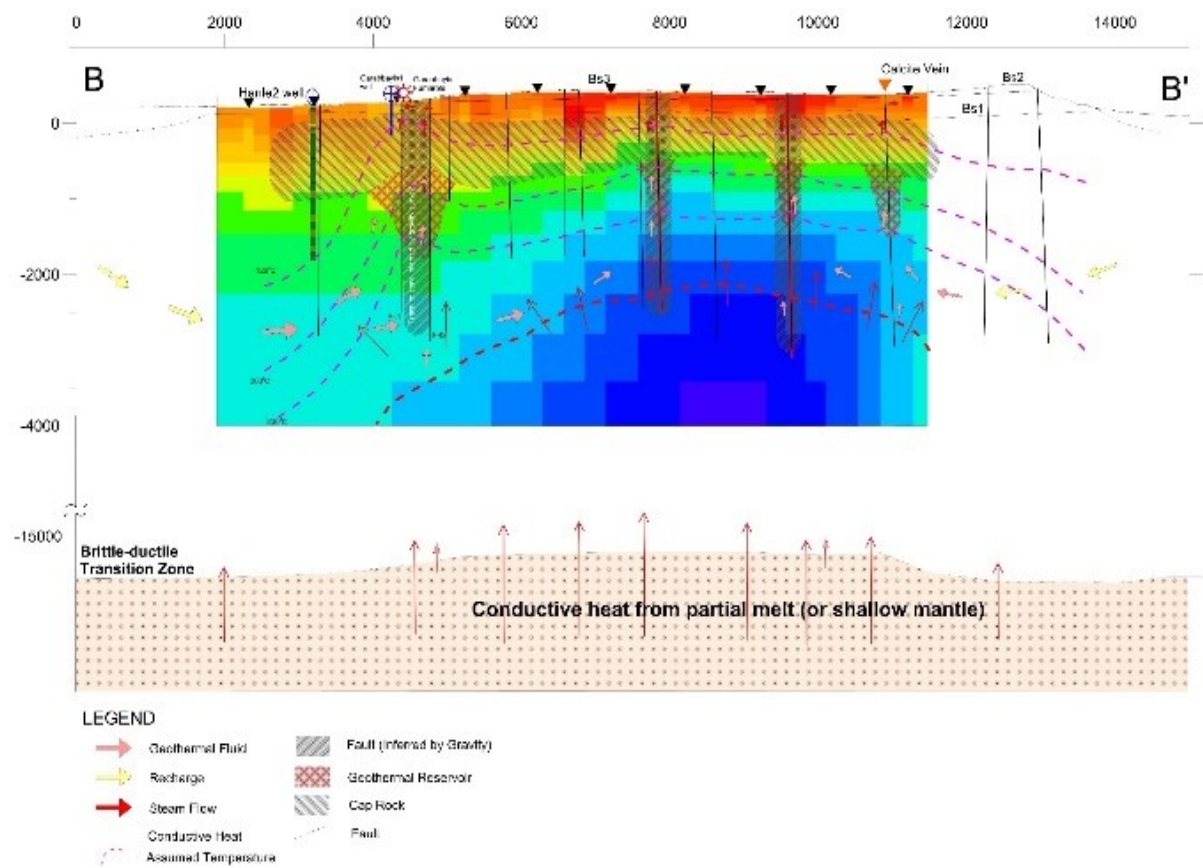 0 2000 4000 6000 8000 10000 12000 14000
B
Hanle2 well
Bs3
Calcite Vein
Bs2
B'
Bs1
0
-2000
-4000
-15000
Brittle-ductile
Transition Zone
Conductive heat from partial melt (or shallow mantle)
LEGEND
Geothermal Fluid
Fault (Inferred by Gravity)
Recharge
Geothermal Reservoir
Steam Flow
Cap Rock
Conductive Heat
Fault
Assumed Temperature